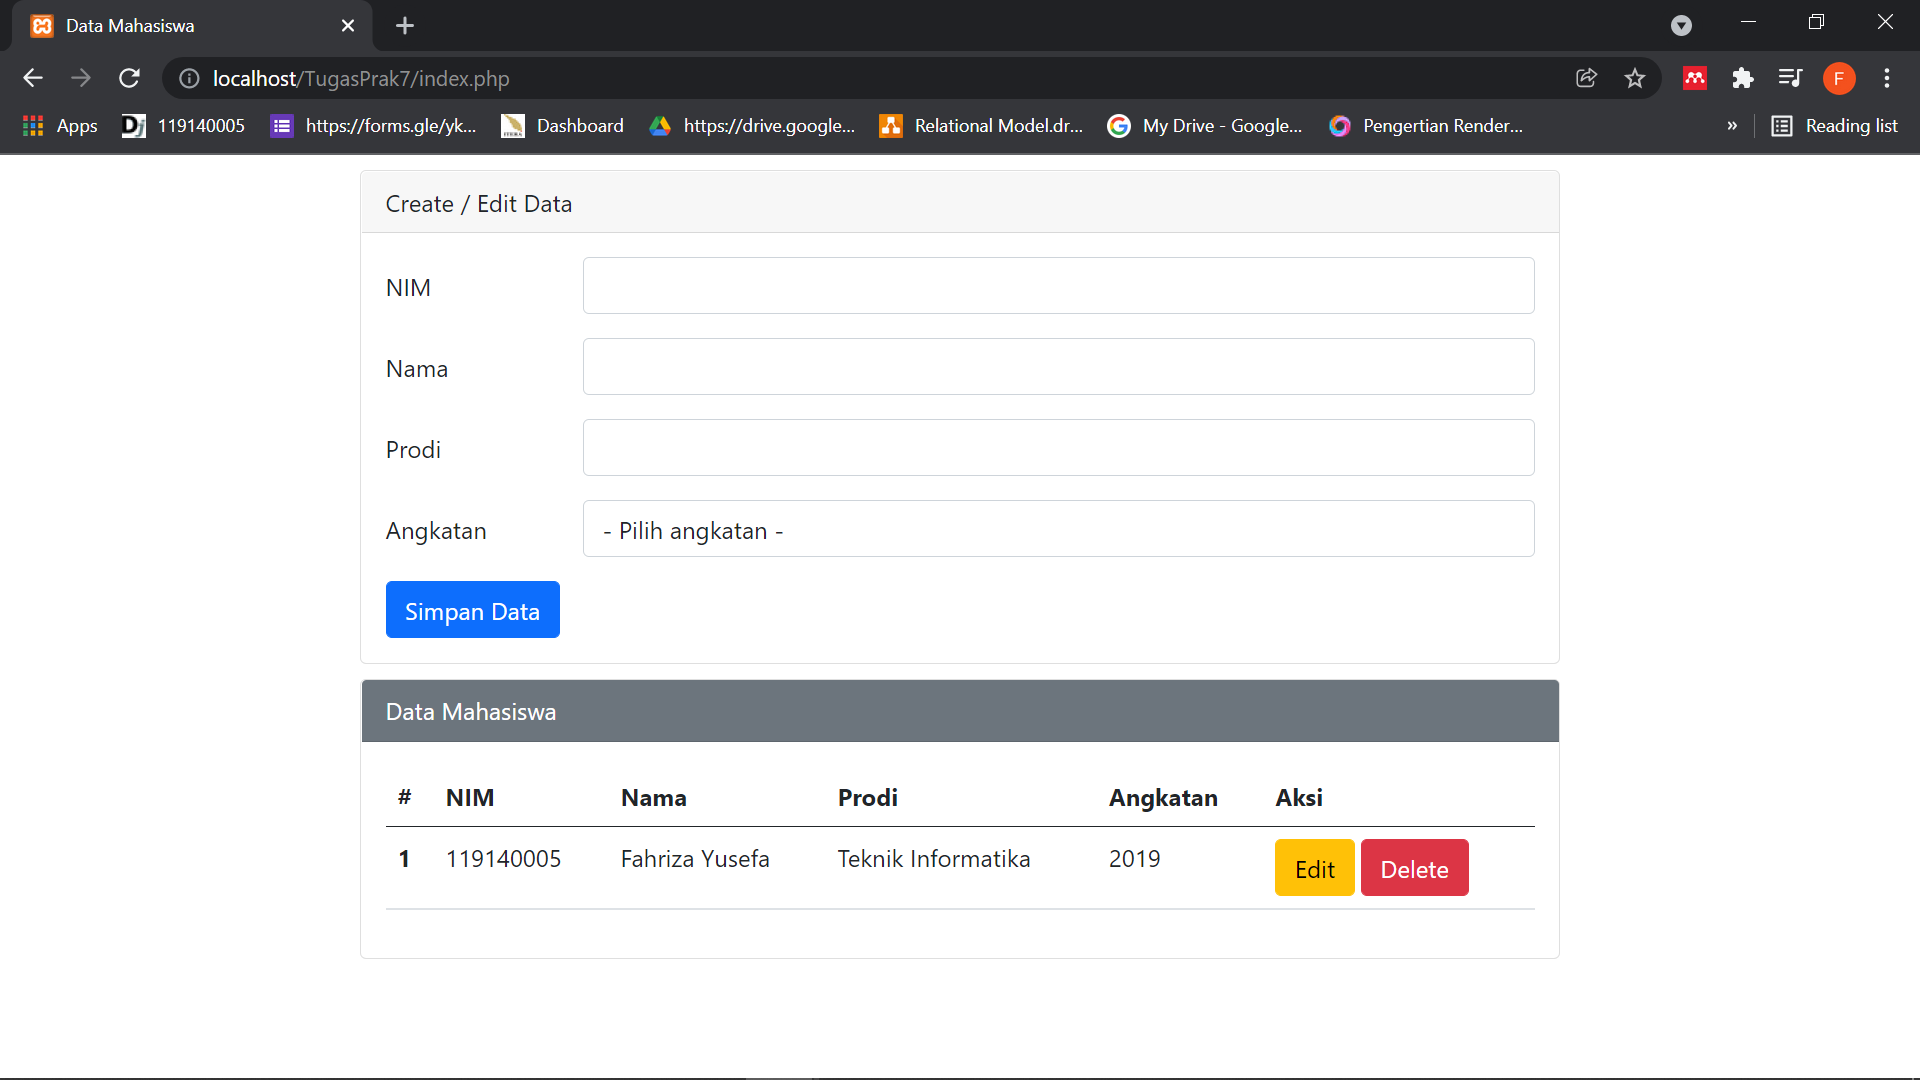 Data Mahasiswa
localhost/TugasPrak7/index.php
F
Apps
Dj 119140005
https://forms.gle/yk...
Dashboard
https://drive.google...
Relational Model.dr...
My Drive - Google...
Pengertian Render...
»
Reading list
Create / Edit Data
NIM
Nama
Prodi
Angkatan - Pilih angkatan -
Simpan Data
Data Mahasiswa
# NIM Nama Prodi Angkatan Aksi
1 119140005 Fahriza Yusefa Teknik Informatika 2019 Edit Delete